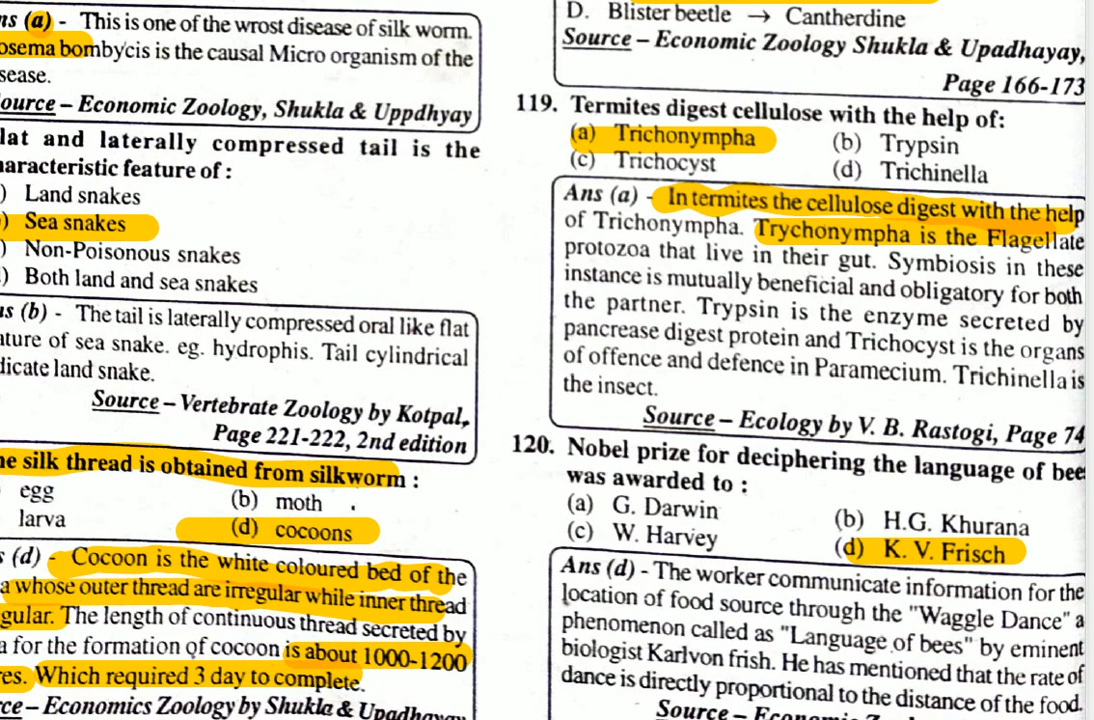 ns (a) - This is one of the wrost disease of silk worm.
osema bombycis is the causal Micro organism of the
sease.
ource – Economic Zoology, Shukla & Uppdhyay
lat and laterally compressed tail is the
aracteristic feature of :
) Land snakes
) Sea snakes
) Non-Poisonous snakes
) Both land and sea snakes
s (b) - The tail is laterally compressed oral like flat
ature of sea snake. eg. hydrophis. Tail cylindrical
dicate land snake.
Source – Vertebrate Zoology by Kotpal,
Page 221-222, 2nd edition
he silk thread is obtained from silkworm :
egg (b) moth
larva (d) cocoons
s (d) - Cocoon is the white coloured bed of the
a whose outer thread are irregular while inner thread
gular. The length of continuous thread secreted by
a for the formation of cocoon is about 1000-1200
res. Which required 3 day to complete.
rce – Economics Zoology by Shukla & Upadhayay
D. Blister beetle → Cantherdine
Source – Economic Zoology Shukla & Upadhayay,
Page 166-173
119. Termites digest cellulose with the help of:
(a) Trichonympha (b) Trypsin
(c) Trichocyst (d) Trichinella
Ans (a) - In termites the cellulose digest with the help
of Trichonympha. Trychonympha is the Flagellate
protozoa that live in their gut. Symbiosis in these
instance is mutually beneficial and obligatory for both
the partner. Trypsin is the enzyme secreted by
pancrease digest protein and Trichocyst is the organs
of offence and defence in Paramecium. Trichinella is
the insect.
Source – Ecology by V. B. Rastogi, Page 74
120. Nobel prize for deciphering the language of bee
was awarded to :
(a) G. Darwin (b) H.G. Khurana
(c) W. Harvey (d) K. V. Frisch
Ans (d) - The worker communicate information for the
location of food source through the "Waggle Dance" a
phenomenon called as "Language of bees" by eminent
biologist Karlvon frish. He has mentioned that the rate of
dance is directly proportional to the distance of the food.
Source –